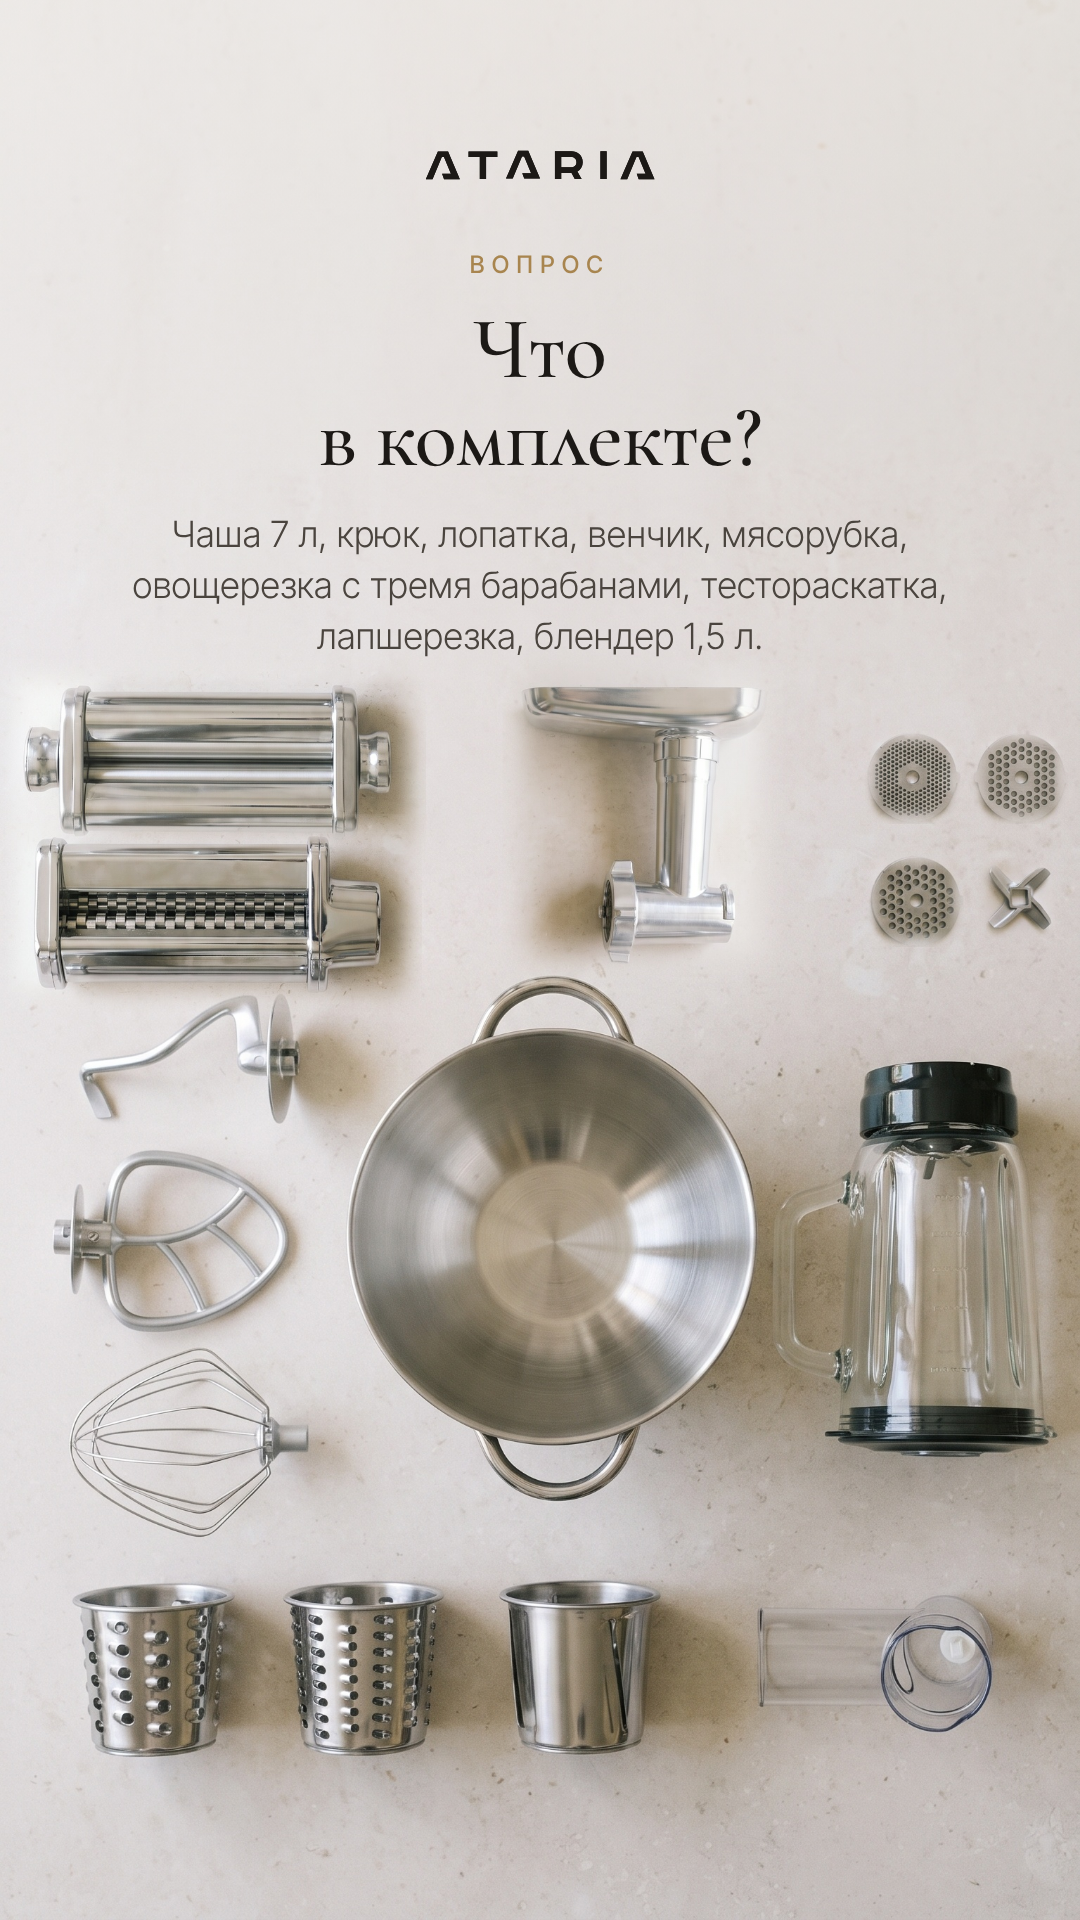 ATARIA
ВОПРОС
Что
в комплекте?
Чаша 7 л, крюк, лопатка, венчик, мясорубка,
овощерезка с тремя барабанами, тестораскатка,
лапшерезка, блендер 1,5 л.